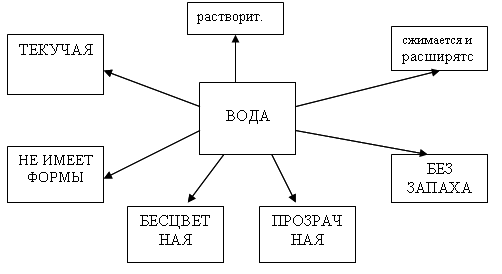 растворит.
ТЕКУЧАЯ
сжимается и
расширятс
ВОДА
НЕ ИМЕЕТ
ФОРМЫ
БЕЗ
ЗАПАХА
БЕСЦВЕТ
НАЯ
ПРОЗРАЧ
НАЯ